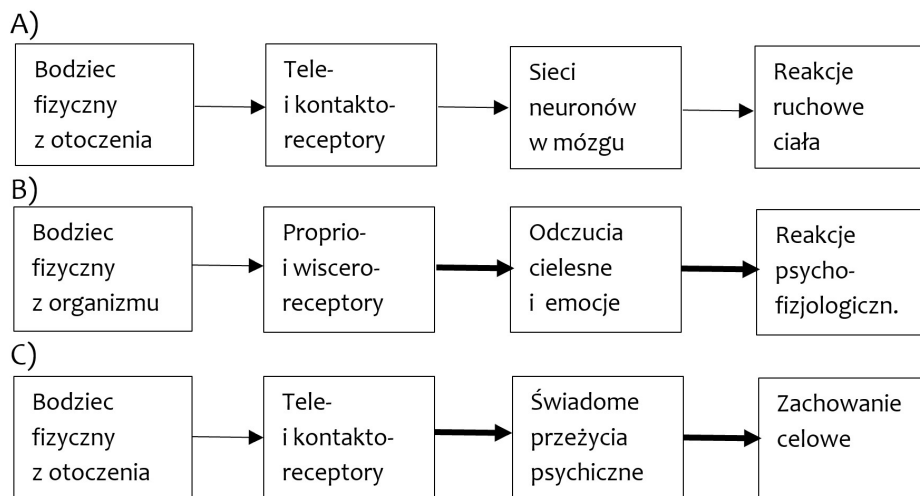 A)
Bodziec
fizyczny
z otoczenia
Tele-
i kontakto-
receptory
Sieci
neuronów
w mózgu
Reakcje
ruchowe
ciała
B)
Bodziec
fizyczny
z organizmu
Proprio-
i wiscero-
receptory
Odczucia
cielesne
i emocje
Reakcje
psycho-
fizjologiczn.
C)
Bodziec
fizyczny
z otoczenia
Tele-
i kontakto-
receptory
Świadome
przeżycia
psychiczne
Zachowanie
celowe